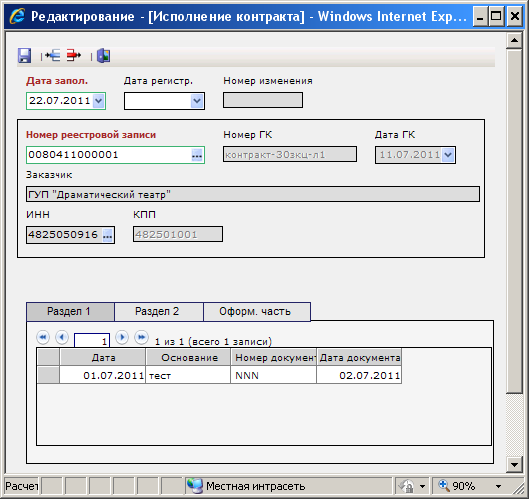 Редактирование - [Исполнение контракта] - Windows Internet Exp...
Дата запол. Дата регистр. Номер изменения
22.07.2011
Номер реестровой записи Номер ГК Дата ГК
0080411000001 ... контракт-30зкц-л1 11.07.2011
Заказчик
ГУП "Драматический театр"
ИНН КПП
4825050916 ... 482501001
Раздел 1 Раздел 2 Оформ. часть
1 1 из 1 (всего 1 записи)
Дата Основание Номер документ Дата документа
01.07.2011 тест NNN 02.07.2011
Расчет Местная интрасеть 90%